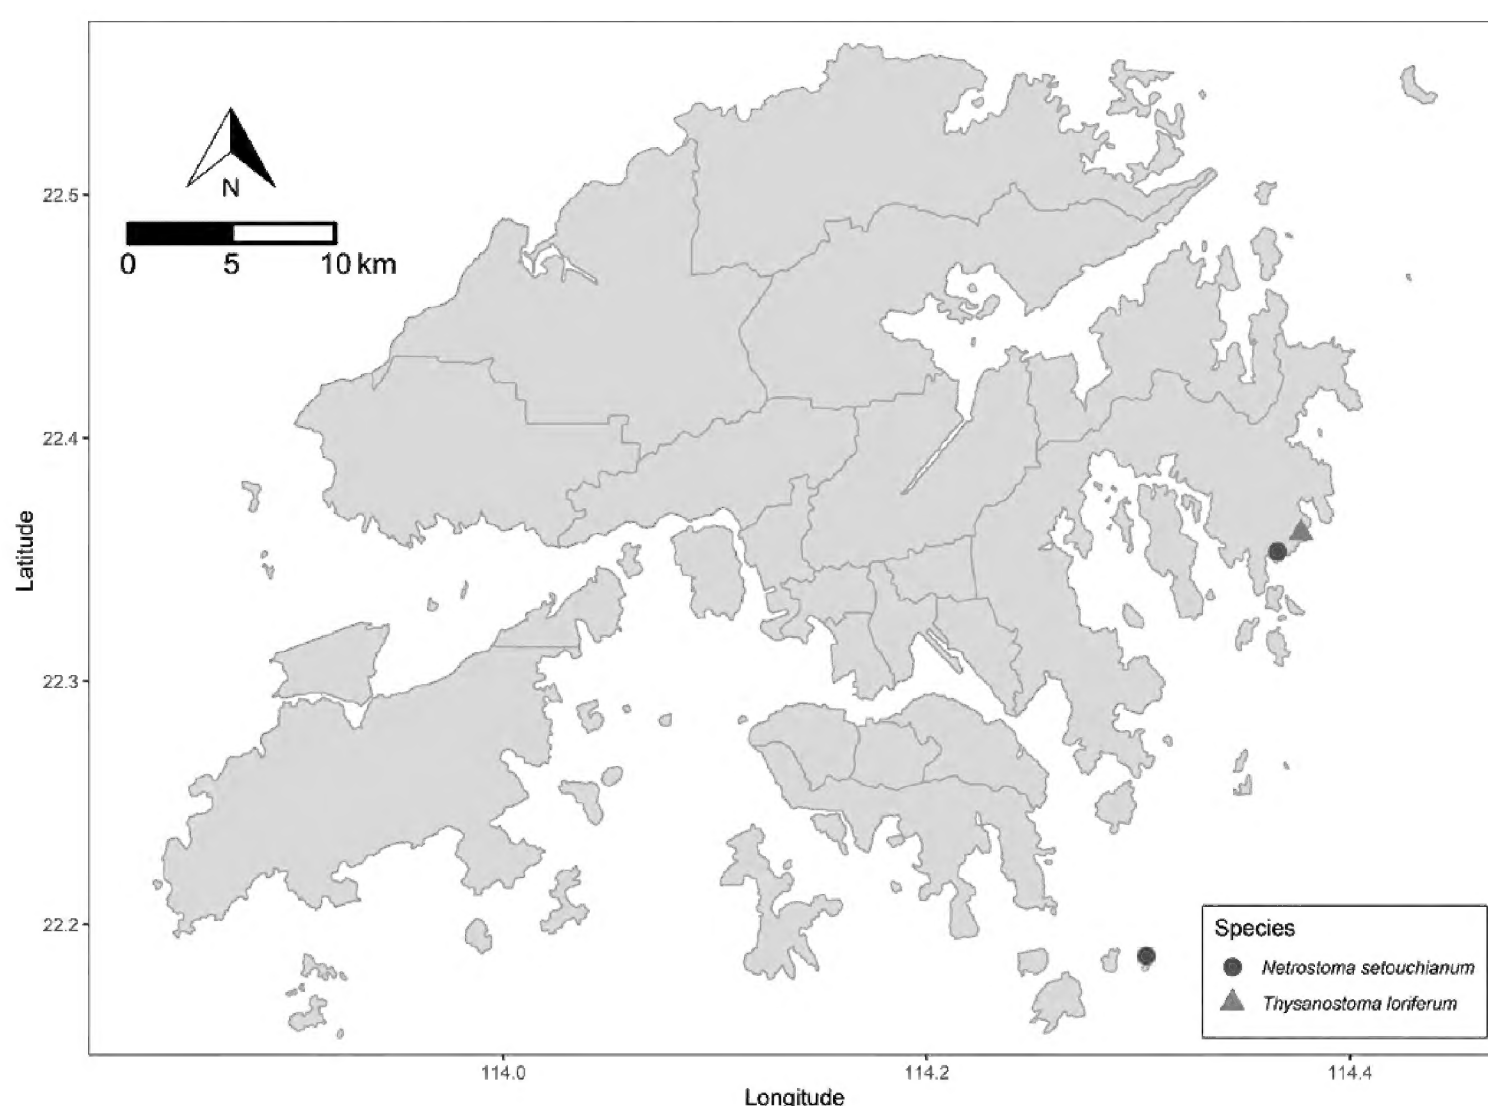 N
0 5 10 km
22.5
22.4
22.3
22.2
Latitude
114.0 114.2 114.4
Longitude
Species
Netrostoma setouchianum
Thysanostoma loriferum